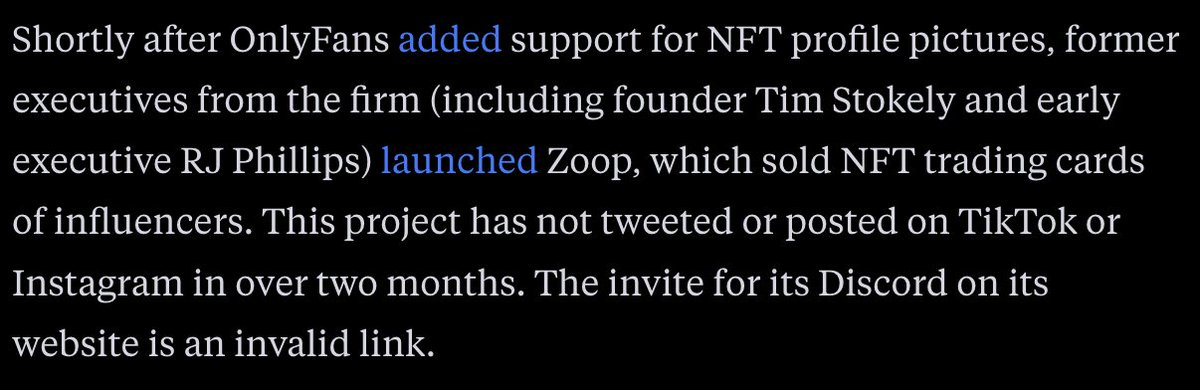 Shortly after OnlyFans added support for NFT profile pictures, former
executives from the firm (including founder Tim Stokely and early
executive RJ Phillips) launched Zoop, which sold NFT trading cards
of influencers. This project has not tweeted or posted on TikTok or
Instagram in over two months. The invite for its Discord on its
website is an invalid link.